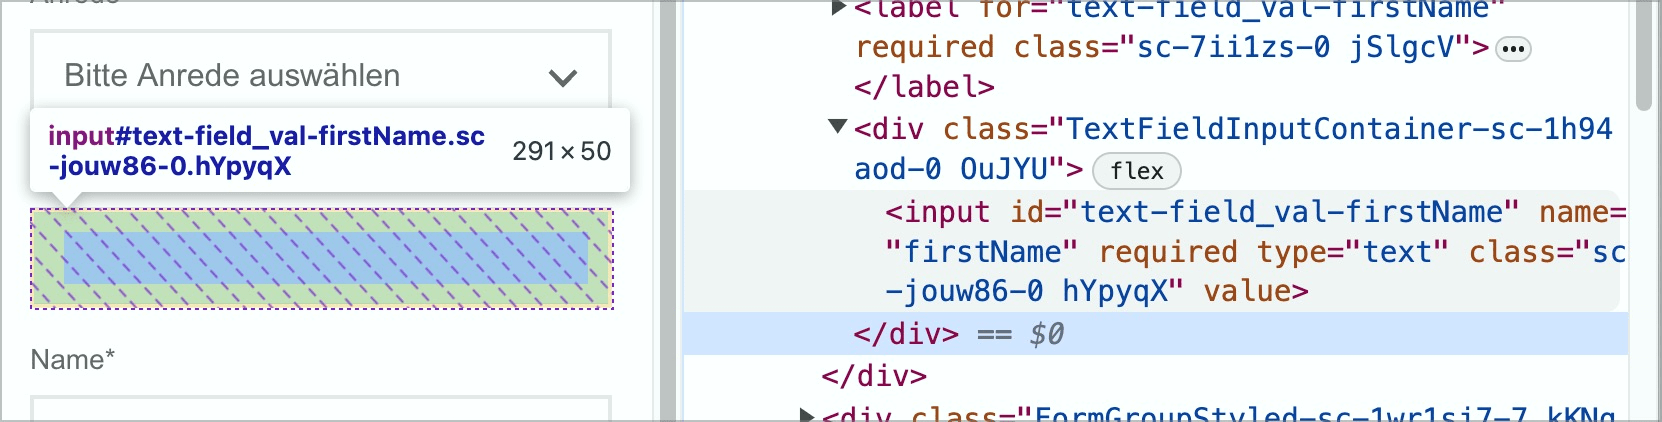 Anrede*
Bitte Anrede auswählen
input#text-field_val-firstName.sc
-jouw86-0.hYpyqX
291×50
Name*
<label for="text-field_val-firstName"
required class="sc-7ii1zs-0 jSlgcV">
</label>
<div class="TextFieldInputContainer-sc-1h94
aod-0 OuJYU"> flex
<input id="text-field_val-firstName" name=
"firstName" required type="text" class="sc
-jouw86-0 hYpyqX" value>
</div> == $0
</div>
<div class="FormGroupStyled-sc-1wr1si7-7 kKNq